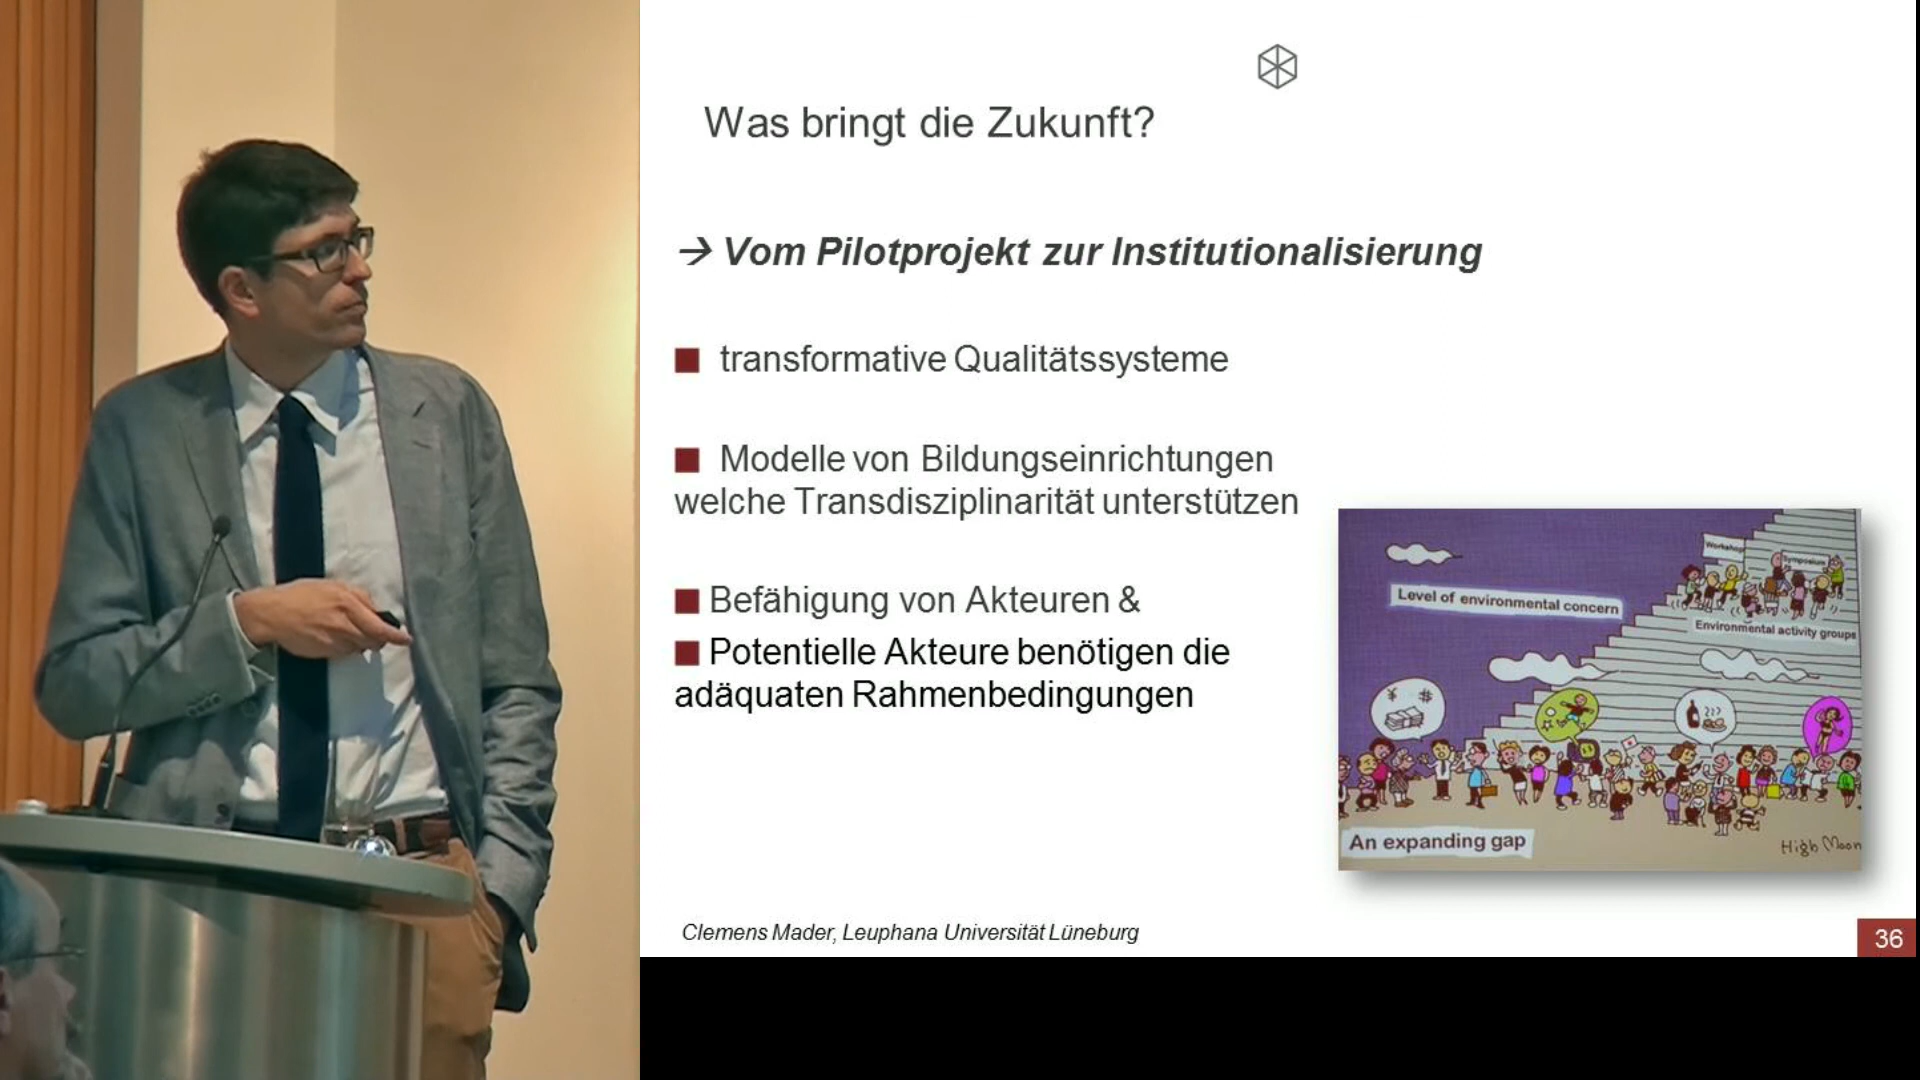 Was bringt die Zukunft?
→ Vom Pilotprojekt zur Institutionalisierung
transformative Qualitätssysteme
Modelle von Bildungseinrichtungen
welche Transdisziplinarität unterstützen
Befähigung von Akteuren &
Potentielle Akteure benötigen die
adäquaten Rahmenbedingungen
Workshop
Symposium
Level of environmental concern
Environmental activity groups
An expanding gap
High Moon
Clemens Mader, Leuphana Universität Lüneburg
36